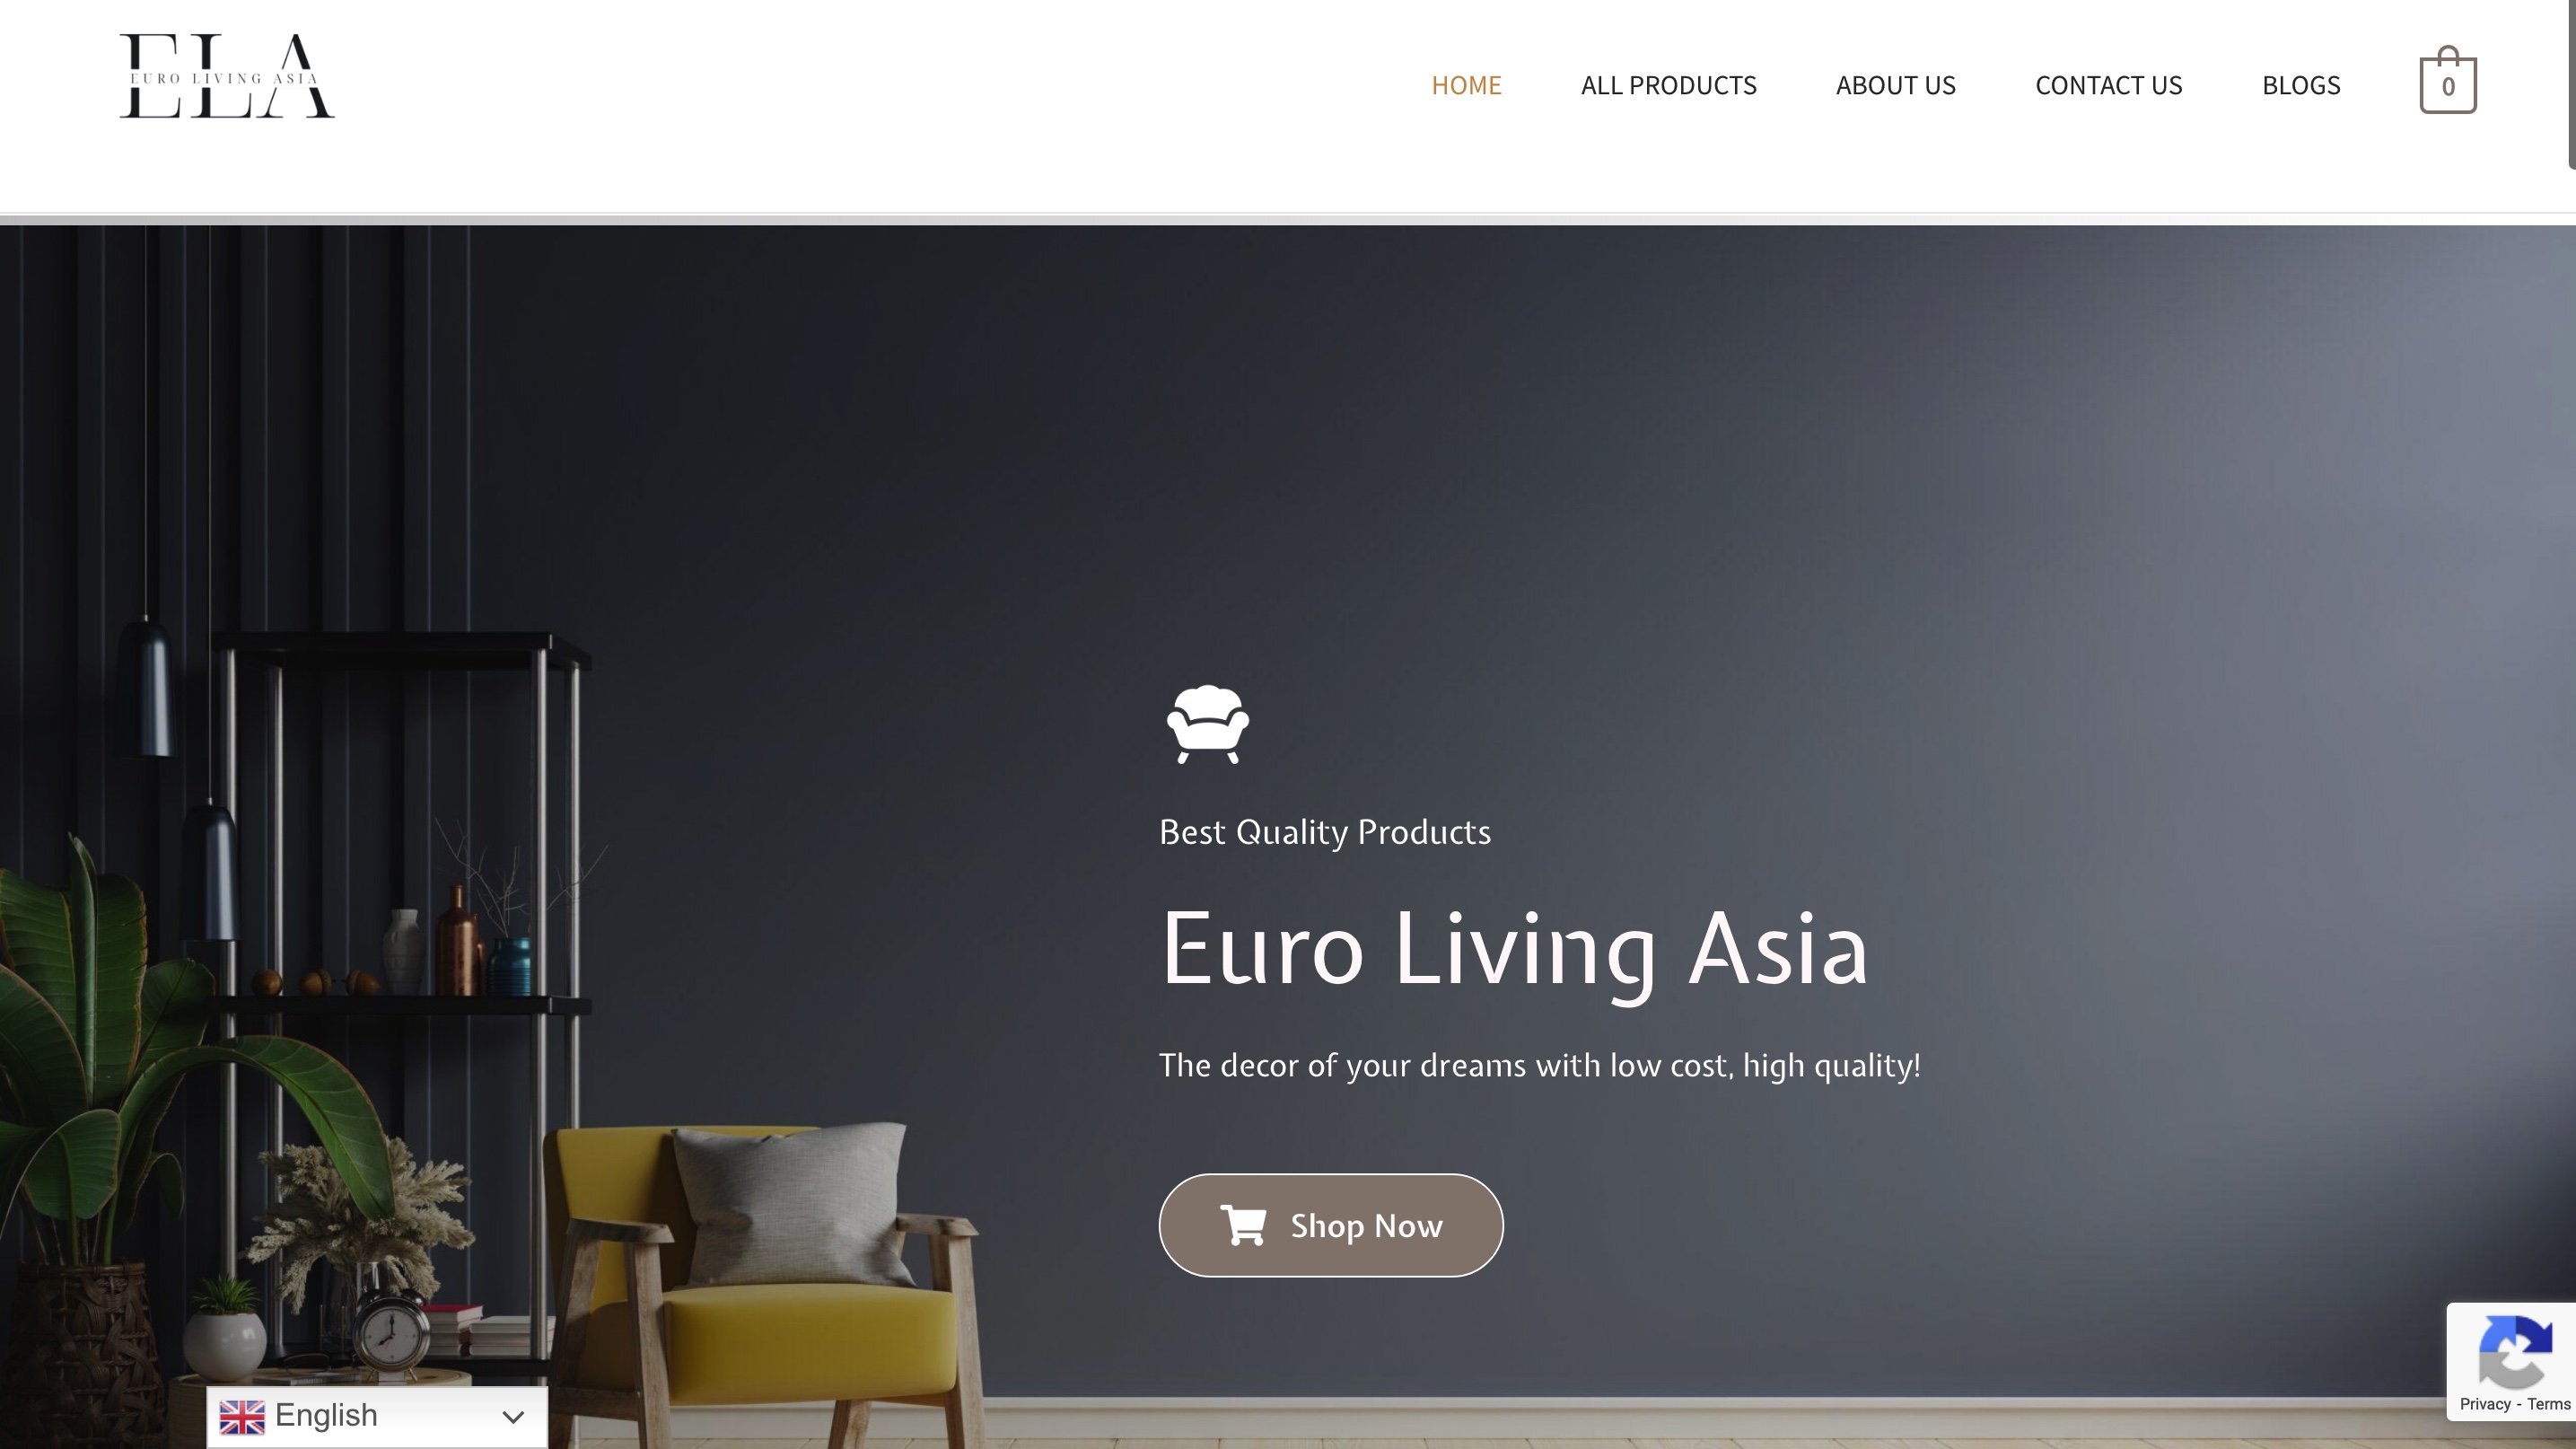 ELA
EURO LIVING ASIA
HOME
ALL PRODUCTS
ABOUT US
CONTACT US
BLOGS
0
Best Quality Products
Euro Living Asia
The decor of your dreams with low cost, high quality!
Shop Now
English
Privacy - Terms